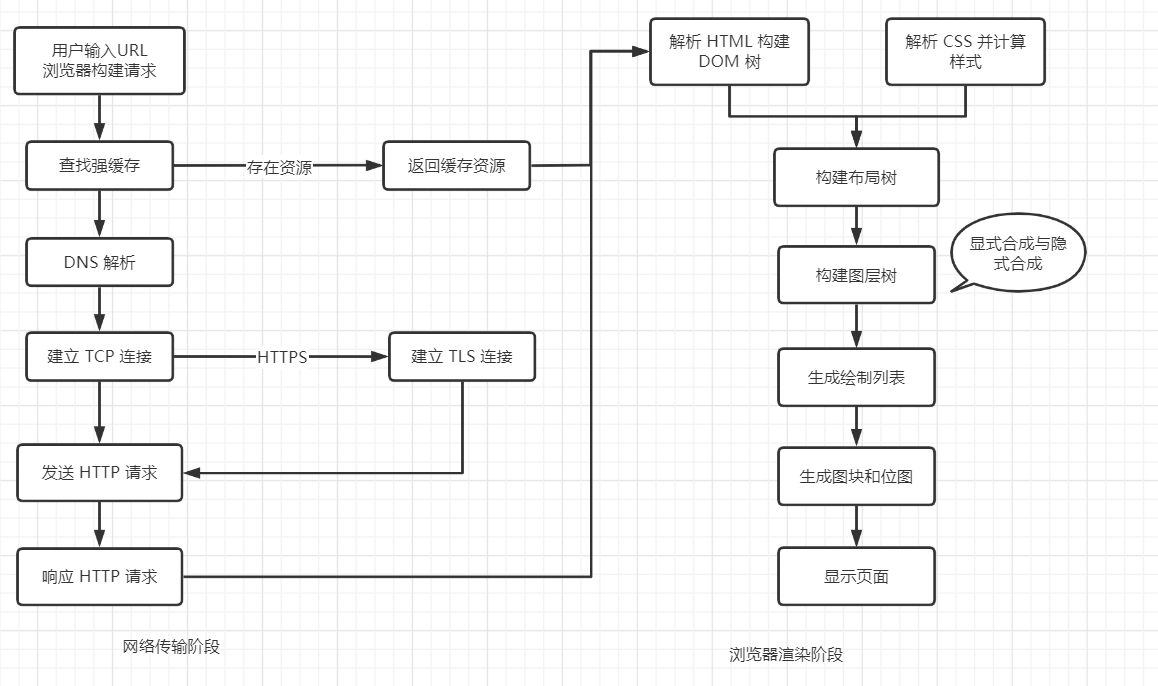 用户输入URL
浏览器构建请求
查找强缓存
存在资源
返回缓存资源
DNS 解析
建立 TCP 连接
HTTPS
建立 TLS 连接
发送 HTTP 请求
响应 HTTP 请求
网络传输阶段
解析 HTML 构建
DOM 树
解析 CSS 并计算
样式
构建布局树
构建图层树
显式合成与隐
式合成
生成绘制列表
生成图块和位图
显示页面
浏览器渲染阶段